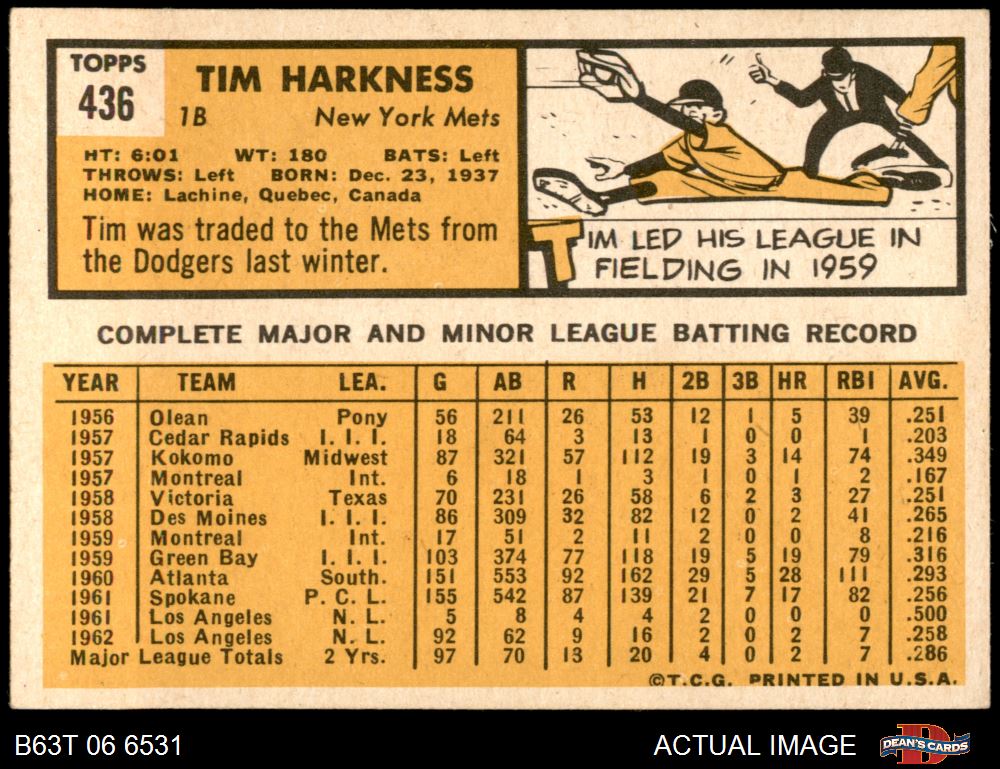 TOPPS
436
TIM HARKNESS
1B New York Mets
HT: 6:01 WT: 180 BATS: Left
THROWS: Left BORN: Dec. 23, 1937
HOME: Lachine, Quebec, Canada
Tim was traded to the Mets from
the Dodgers last winter.
TIM LED HIS LEAGUE IN
FIELDING IN 1959
COMPLETE MAJOR AND MINOR LEAGUE BATTING RECORD
YEAR TEAM LEA. G AB R H 2B 3B HR RBI AVG.
1956 Olean Pony 56 211 26 53 12 1 5 39 .251
1957 Cedar Rapids I. I. I. 18 64 3 13 1 0 0 1 .203
1957 Kokomo Midwest 87 321 57 112 19 3 14 74 .349
1957 Montreal Int. 6 18 1 3 1 0 1 2 .167
1958 Victoria Texas 70 231 26 58 6 2 3 27 .251
1958 Des Moines I. I. I. 86 309 32 82 12 0 2 41 .265
1959 Montreal Int. 17 51 2 11 2 0 0 8 .216
1959 Green Bay I. I. I. 103 374 77 118 19 5 19 79 .316
1960 Atlanta South. 151 553 92 162 29 5 28 111 .293
1961 Spokane P. C. L. 155 542 87 139 21 7 17 82 .256
1961 Los Angeles N. L. 5 8 4 4 2 0 0 0 .500
1962 Los Angeles N. L. 92 62 9 16 2 0 2 7 .258
Major League Totals 2 Yrs. 97 70 13 20 4 0 2 7 .286
©T.C.G. PRINTED IN U.S.A.
B63T 06 6531 ACTUAL IMAGE DEAN'S CARDS